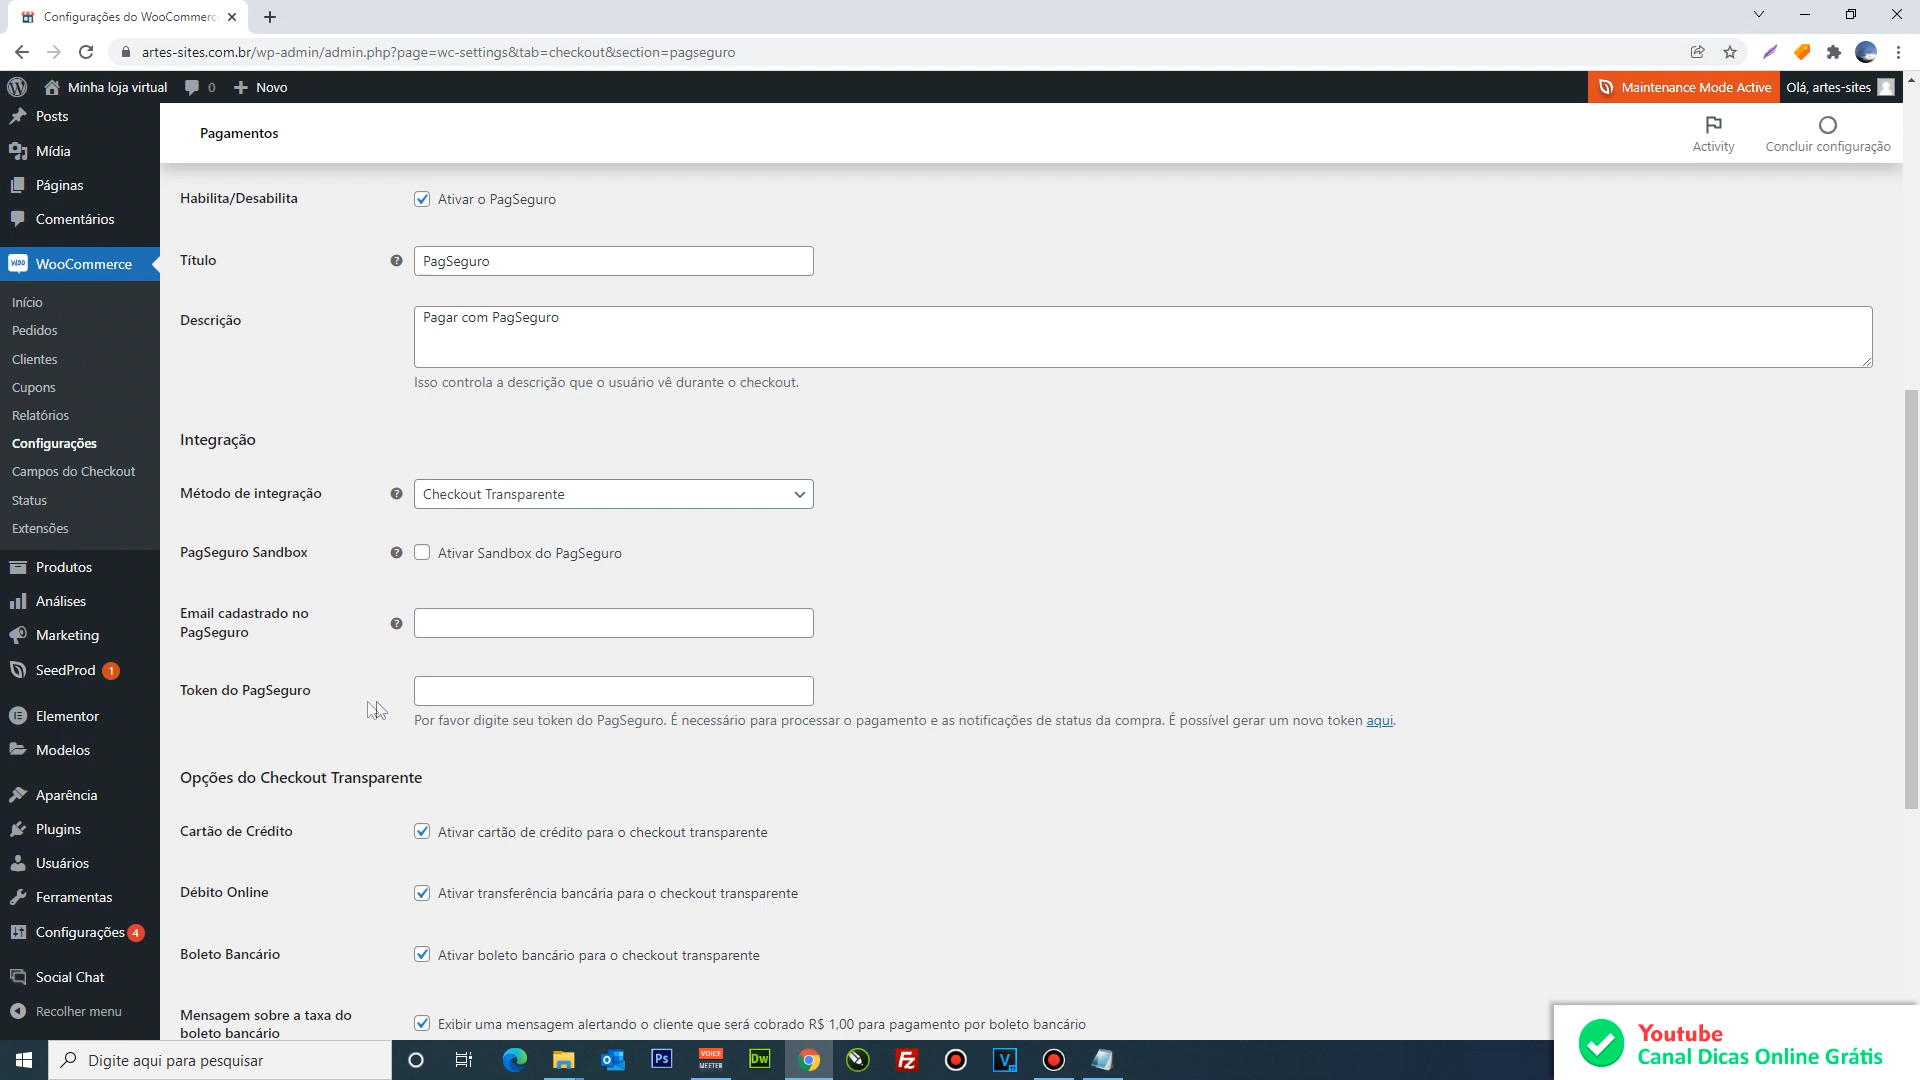 Configurações do WooCommerc
artes-sites.com.br/wp-admin/admin.php?page=wc-settings&tab=checkout&section=pagseguro
Minha loja virtual
0
Novo
Maintenance Mode Active
Olá, artes-sites
Posts
Mídia
Páginas
Comentários
WOO
WooCommerce
Início
Pedidos
Clientes
Cupons
Relatórios
Configurações
Campos do Checkout
Status
Extensões
Produtos
Análises
Marketing
SeedProd 1
Elementor
Modelos
Aparência
Plugins
Usuários
Ferramentas
Configurações 4
Social Chat
Recolher menu
Pagamentos
Activity
Concluir configuração
Habilita/Desabilita
Ativar o PagSeguro
Título
PagSeguro
Descrição
Pagar com PagSeguro
Isso controla a descrição que o usuário vê durante o checkout.
Integração
Método de integração
Checkout Transparente
PagSeguro Sandbox
Ativar Sandbox do PagSeguro
Email cadastrado no
PagSeguro
Token do PagSeguro
Por favor digite seu token do PagSeguro. É necessário para processar o pagamento e as notificações de status da compra. É possível gerar um novo token aqui.
Opções do Checkout Transparente
Cartão de Crédito
Ativar cartão de crédito para o checkout transparente
Débito Online
Ativar transferência bancária para o checkout transparente
Boleto Bancário
Ativar boleto bancário para o checkout transparente
Mensagem sobre a taxa do
boleto bancário
Exibir uma mensagem alertando o cliente que será cobrado R$ 1,00 para pagamento por boleto bancário
Youtube
Canal Dicas Online Grátis
Digite aqui para pesquisar
Ps
VOICE
MEETER
Dw
Fz
V